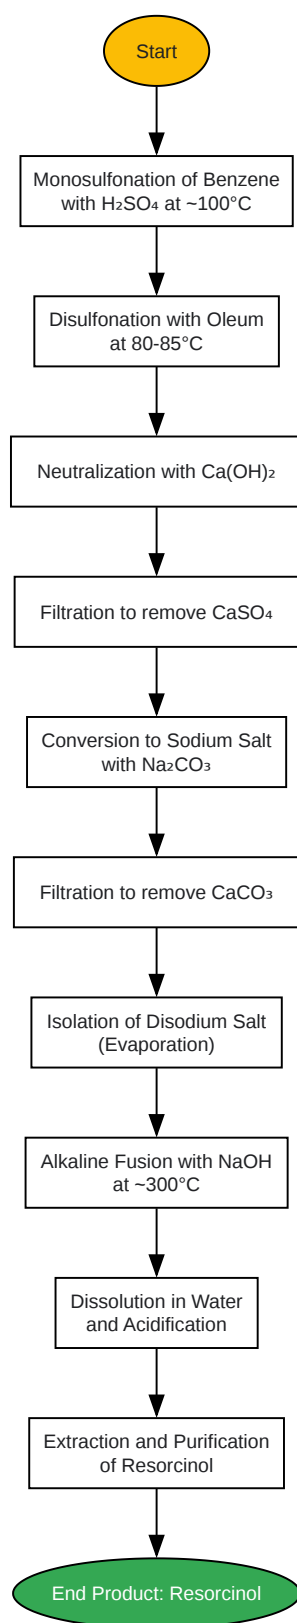 Start
Monosulfonation of Benzene
with H₂SO₄ at ~100°C
Disulfonation with Oleum
at 80-85°C
Neutralization with Ca(OH)₂
Filtration to remove CaSO₄
Conversion to Sodium Salt
with Na₂CO₃
Filtration to remove CaCO₃
Isolation of Disodium Salt
(Evaporation)
Alkaline Fusion with NaOH
at ~300°C
Dissolution in Water
and Acidification
Extraction and Purification
of Resorcinol
End Product: Resorcinol